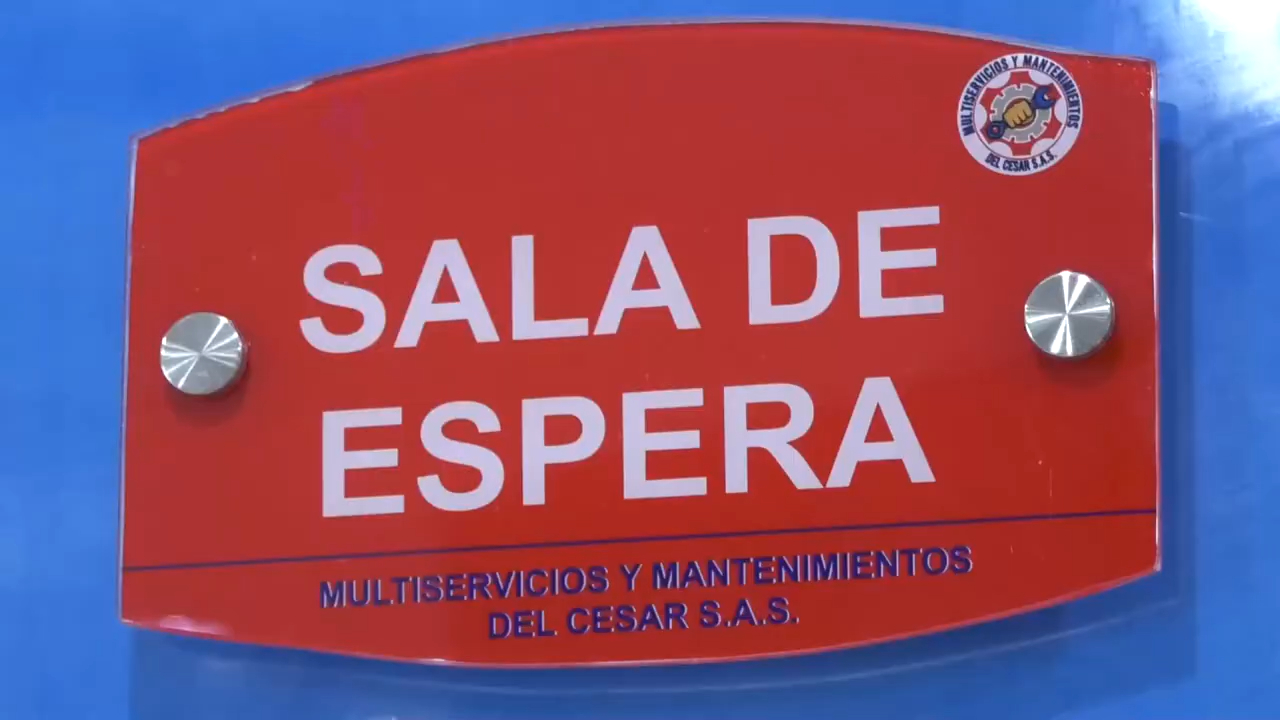 MULTISERVICIOS Y MANTENIMIENTOS
DEL CESAR S.A.S.
SALA DE
ESPERA
MULTISERVICIOS Y MANTENIMIENTOS
DEL CESAR S.A.S.